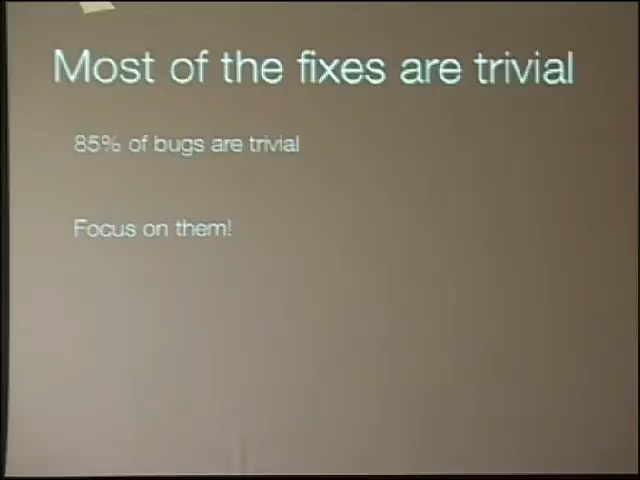 Most of the fixes are trivial
85% of bugs are trivial
Focus on them!